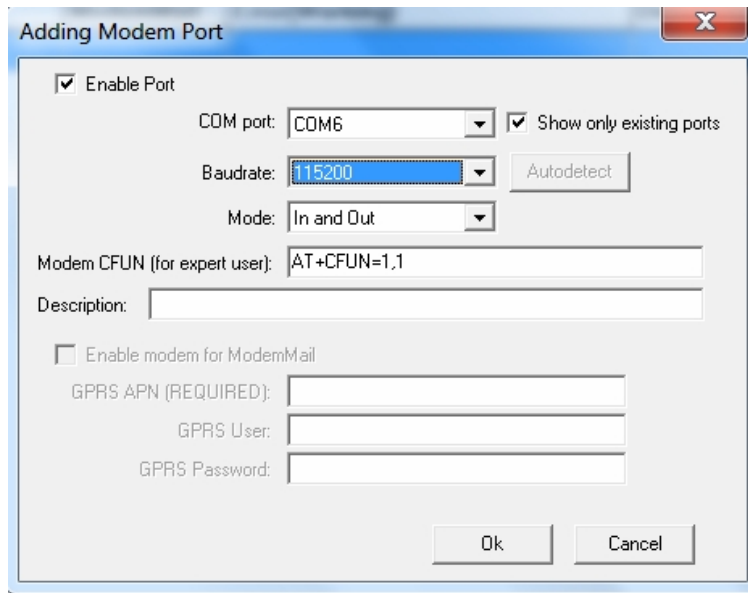 Adding Modem Port
Enable Port
COM port: COM6 Show only existing ports
Baudrate: 115200 Autodetect
Mode: In and Out
Modem CFUN (for expert user): AT+CFUN=1,1
Description:
Enable modem for ModemMail
GPRS APN (REQUIRED):
GPRS User:
GPRS Password:
Ok Cancel